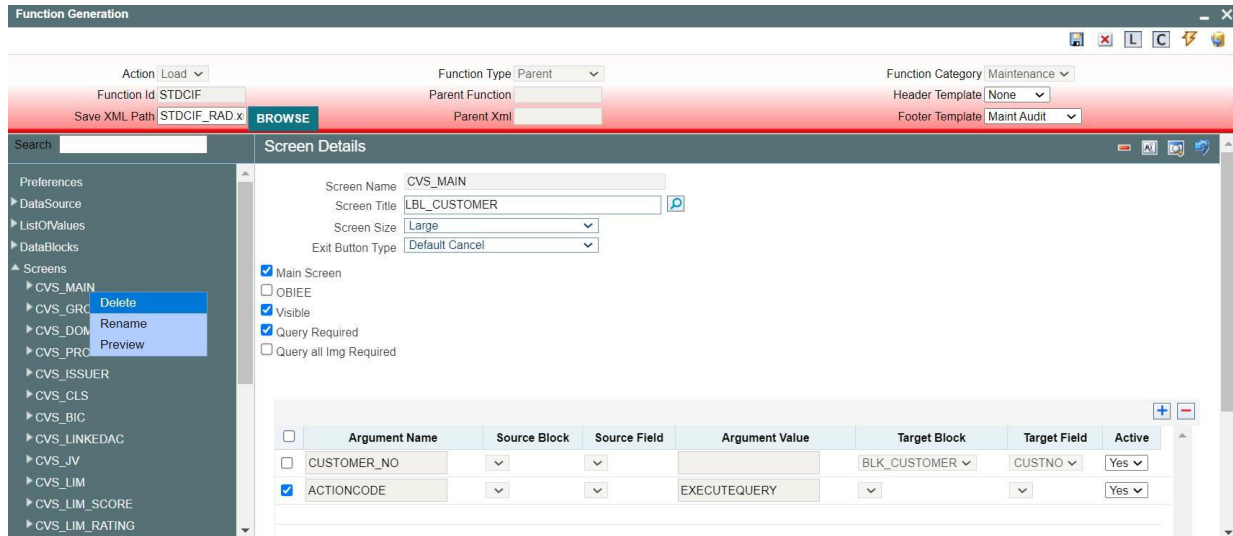 Function Generation
L C
Action Load Function Type Parent Function Category Maintenance
Function Id STDCIF Parent Function Header Template None
Save XML Path STDCIF_RAD.x BROWSE Parent Xml Footer Template Maint Audit
Search Screen Details
Preferences
DataSource
ListOfValues
DataBlocks
Screens
CVS_MAIN
CVS_GRO
CVS_DOM
CVS_PRO
CVS_ISSUER
CVS_CLS
CVS_BIC
CVS_LINKEDAC
CVS_JV
CVS_LIM
CVS_LIM_SCORE
CVS_LIM_RATING
Delete
Rename
Preview
Screen Name CVS_MAIN
Screen Title LBL_CUSTOMER
Screen Size Large
Exit Button Type Default Cancel
Main Screen
OBIEE
Visible
Query Required
Query all Img Required
Argument Name Source Block Source Field Argument Value Target Block Target Field Active
CUSTOMER_NO BLK_CUSTOMER CUSTNO Yes
ACTIONCODE EXECUTEQUERY Yes